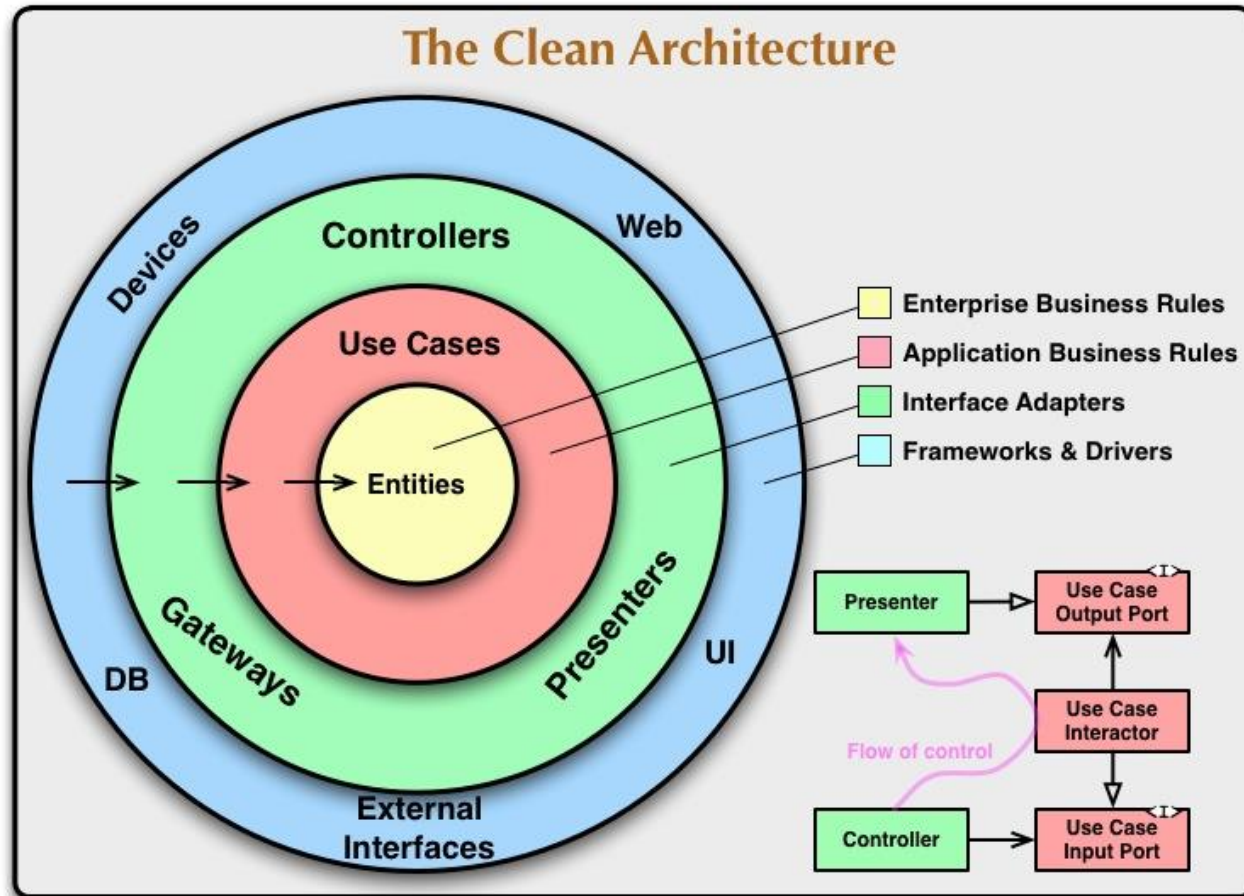 The Clean Architecture
Devices
Controllers
Web
Use Cases
Entities
Gateways
Presenters
DB
UI
External
Interfaces
Enterprise Business Rules
Application Business Rules
Interface Adapters
Frameworks & Drivers
Presenter
<I>
Use Case
Output Port
Use Case
Interactor
Flow of control
Controller
<I>
Use Case
Input Port